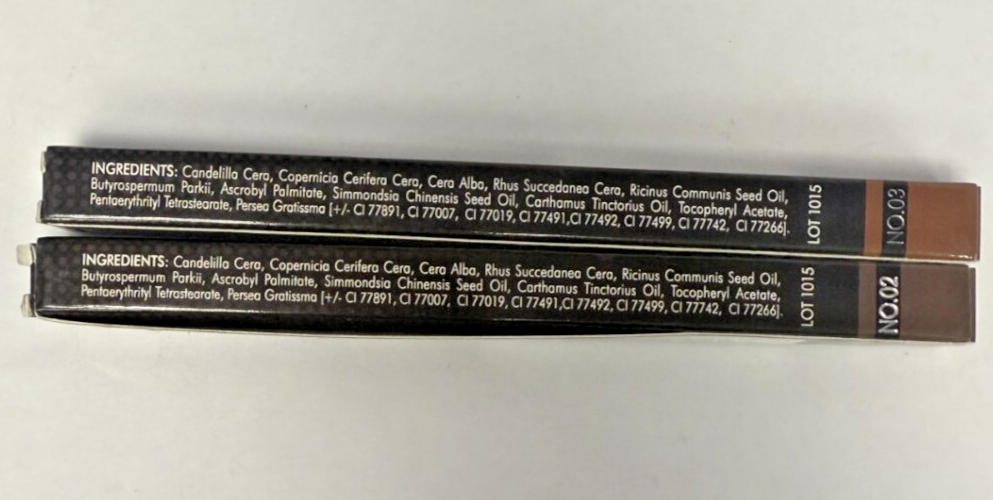 INGREDIENTS: Candelilla Cera, Copernicia Cerifera Cera, Cera Alba, Rhus Succedanea Cera, Ricinus Communis Seed Oil,
Butyrospermum Parkii, Ascrobyl Palmitate, Simmondsia Chinensis Seed Oil, Carthamus Tinctorius Oil, Tocopheryl Acetate,
Pentaerythrityl Tetrastearate, Persea Gratissma [+/- CI 77891, CI 77007, CI 77019, CI 77491,CI 77492, CI 77499, CI 77742, CI 77266].
LOT 1015
NO.03
INGREDIENTS: Candelilla Cera, Copernicia Cerifera Cera, Cera Alba, Rhus Succedanea Cera, Ricinus Communis Seed Oil,
Butyrospermum Parkii, Ascrobyl Palmitate, Simmondsia Chinensis Seed Oil, Carthamus Tinctorius Oil, Tocopheryl Acetate,
Pentaerythrityl Tetrastearate, Persea Gratissma [+/- CI 77891, CI 77007, CI 77019, CI 77491,CI 77492, CI 77499, CI 77742, CI 77266].
LOT 1015
NO.02